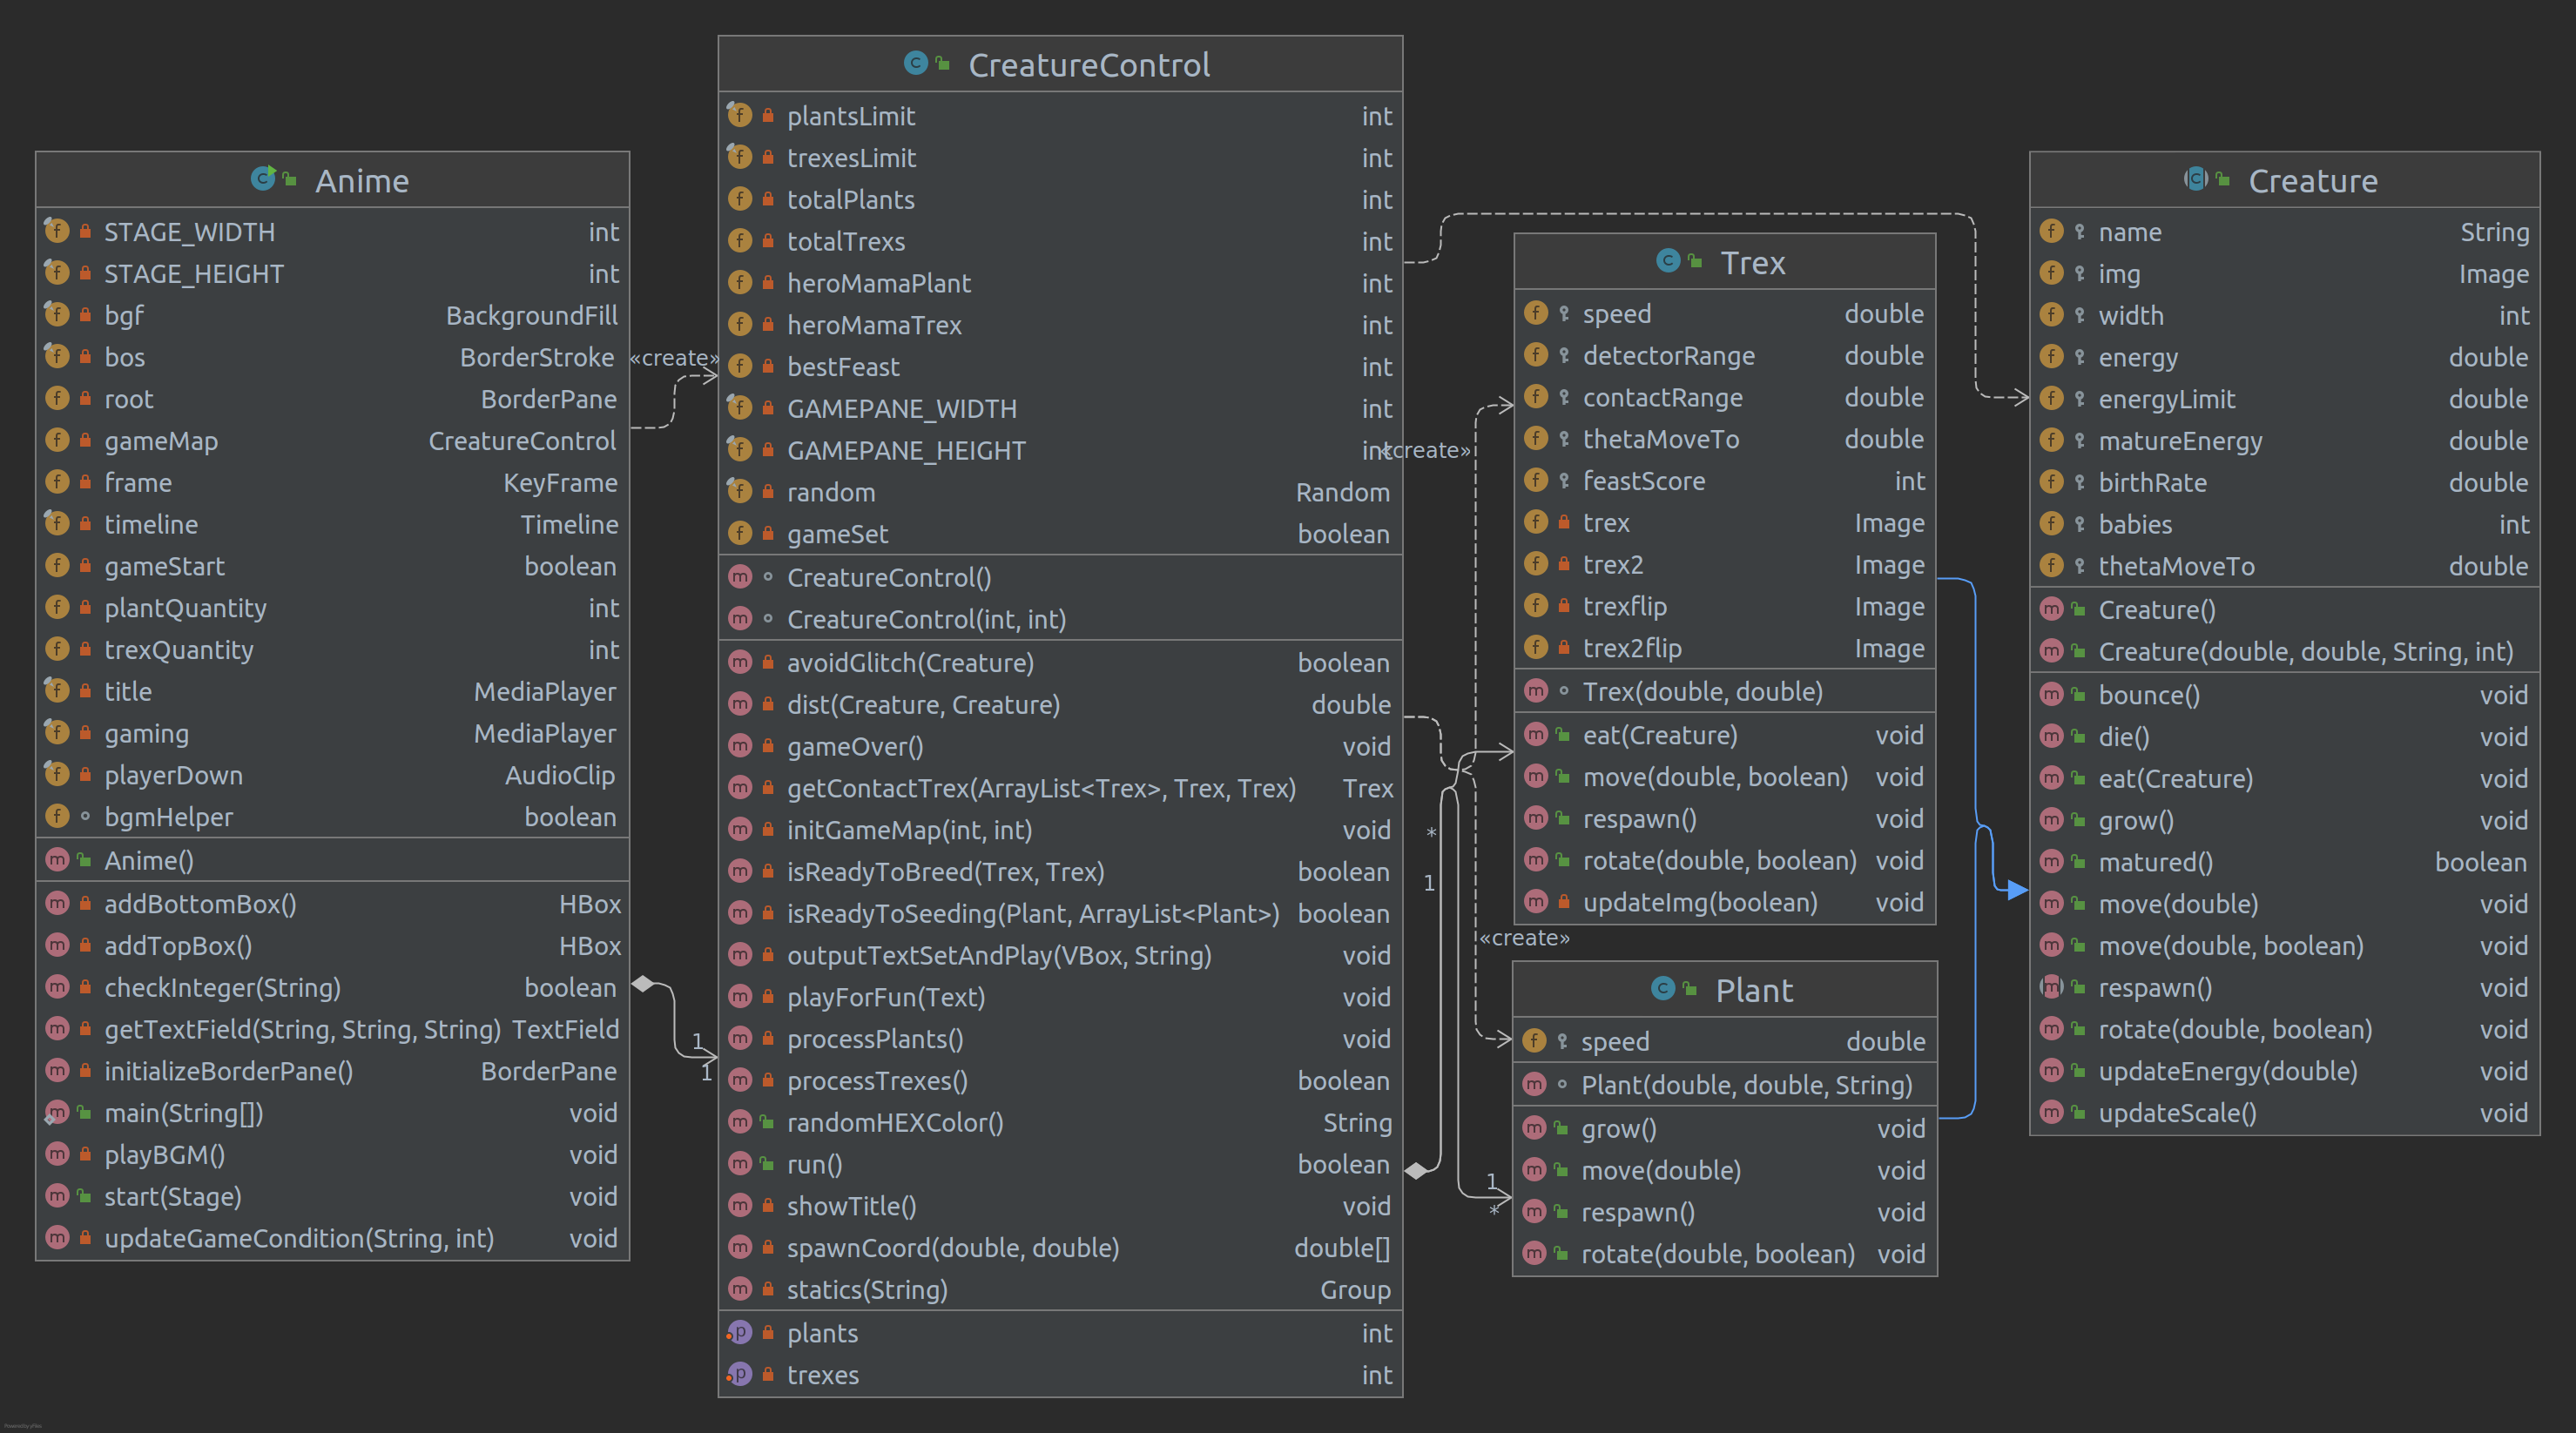 Anime
STAGE_WIDTH int
STAGE_HEIGHT int
bgf BackgroundFill
bos BorderStroke
root BorderPane
gameMap CreatureControl
frame KeyFrame
timeline Timeline
gameStart boolean
plantQuantity int
trexQuantity int
title MediaPlayer
gaming MediaPlayer
playerDown AudioClip
bgmHelper boolean
Anime()
addBottomBox() HBox
addTopBox() HBox
checkInteger(String) boolean
getTextField(String, String, String) TextField
initializeBorderPane() BorderPane
main(String[]) void
playBGM() void
start(Stage) void
updateGameCondition(String, int) void
«create»
1
1
CreatureControl
plantsLimit int
trexesLimit int
totalPlants int
totalTrexs int
heroMamaPlant int
heroMamaTrex int
bestFeast int
GAMEPANE_WIDTH int
GAMEPANE_HEIGHT int
random Random
gameSet boolean
CreatureControl()
CreatureControl(int, int)
avoidGlitch(Creature) boolean
dist(Creature, Creature) double
gameOver() void
getContactTrex(ArrayList<Trex>, Trex, Trex) Trex
initGameMap(int, int) void
isReadyToBreed(Trex, Trex) boolean
isReadyToSeeding(Plant, ArrayList<Plant>) boolean
outputTextSetAndPlay(VBox, String) void
playForFun(Text) void
processPlants() void
processTrexes() boolean
randomHEXColor() String
run() boolean
showTitle() void
spawnCoord(double, double) double[]
statics(String) Group
plants int
trexes int
«create»
*
1
«create»
1
*
Trex
speed double
detectorRange double
contactRange double
thetaMoveTo double
feastScore int
trex Image
trex2 Image
trexflip Image
trex2flip Image
Trex(double, double)
eat(Creature) void
move(double, boolean) void
respawn() void
rotate(double, boolean) void
updateImg(boolean) void
Plant
speed double
Plant(double, double, String)
grow() void
move(double) void
respawn() void
rotate(double, boolean) void
Creature
name String
img Image
width int
energy double
energyLimit double
matureEnergy double
birthRate double
babies int
thetaMoveTo double
Creature()
Creature(double, double, String, int)
bounce() void
die() void
eat(Creature) void
grow() void
matured() boolean
move(double) void
move(double, boolean) void
respawn() void
rotate(double, boolean) void
updateEnergy(double) void
updateScale() void
Powered by yFiles